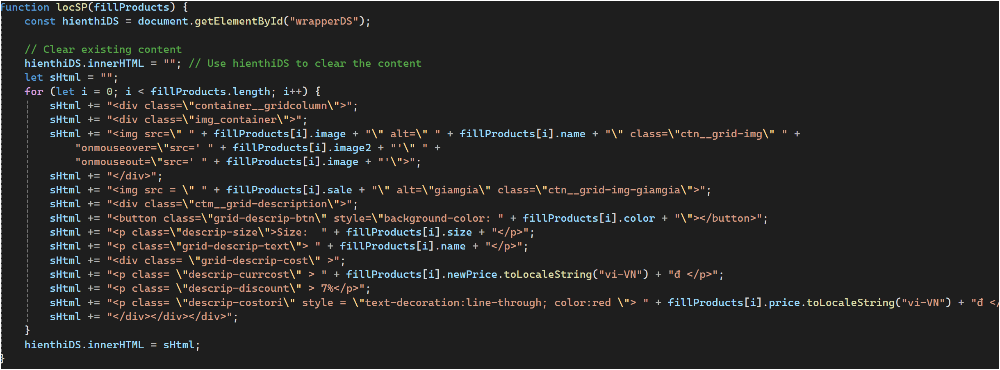 function locSP(fillProducts) {
    const hienthiDS = document.getElementById("wrapperDS");
    // Clear existing content
    hienthiDS.innerHTML = ""; // Use hienthiDS to clear the content
    let sHtml = "";
    for (let i = 0; i < fillProducts.length; i++) {
        sHtml += "<div class=\"container__gridcolumn\">";
        sHtml += "<div class=\"img_container\">";
        sHtml += "<img src=\" " + fillProducts[i].image + "\" alt=\" " + fillProducts[i].name + "\" class=\"ctn__grid-img\" " +
            "onmouseover=\"src=' " + fillProducts[i].image2 + "'\" " +
            "onmouseout=\"src=' " + fillProducts[i].image + "'\">";
        sHtml += "</div>";
        sHtml += "<img src = \" " + fillProducts[i].sale + "\" alt=\"giamgia\" class=\"ctn__grid-img-giamgia\">";
        sHtml += "<div class=\"ctm__grid-description\">";
        sHtml += "<button class=\"grid-descrip-btn\" style=\"background-color: " + fillProducts[i].color + "\"></button>";
        sHtml += "<p class=\"descrip-size\">Size:  " + fillProducts[i].size + "</p>";
        sHtml += "<p class=\"grid-descrip-text\"> " + fillProducts[i].name + "</p>";
        sHtml += "<div class= \"grid-descrip-cost\" >";
        sHtml += "<p class= \"descrip-currcost\" > " + fillProducts[i].newPrice.toLocaleString("vi-VN") + "đ </p>";
        sHtml += "<p class= \"descrip-discount\" > 7%</p>";
        sHtml += "<p class= \"descrip-costori\" style = \"text-decoration:line-through; color:red \"> " + fillProducts[i].price.toLocaleString("vi-VN") + "đ </
        sHtml += "</div></div></div>";
    }
    hienthiDS.innerHTML = sHtml;
}